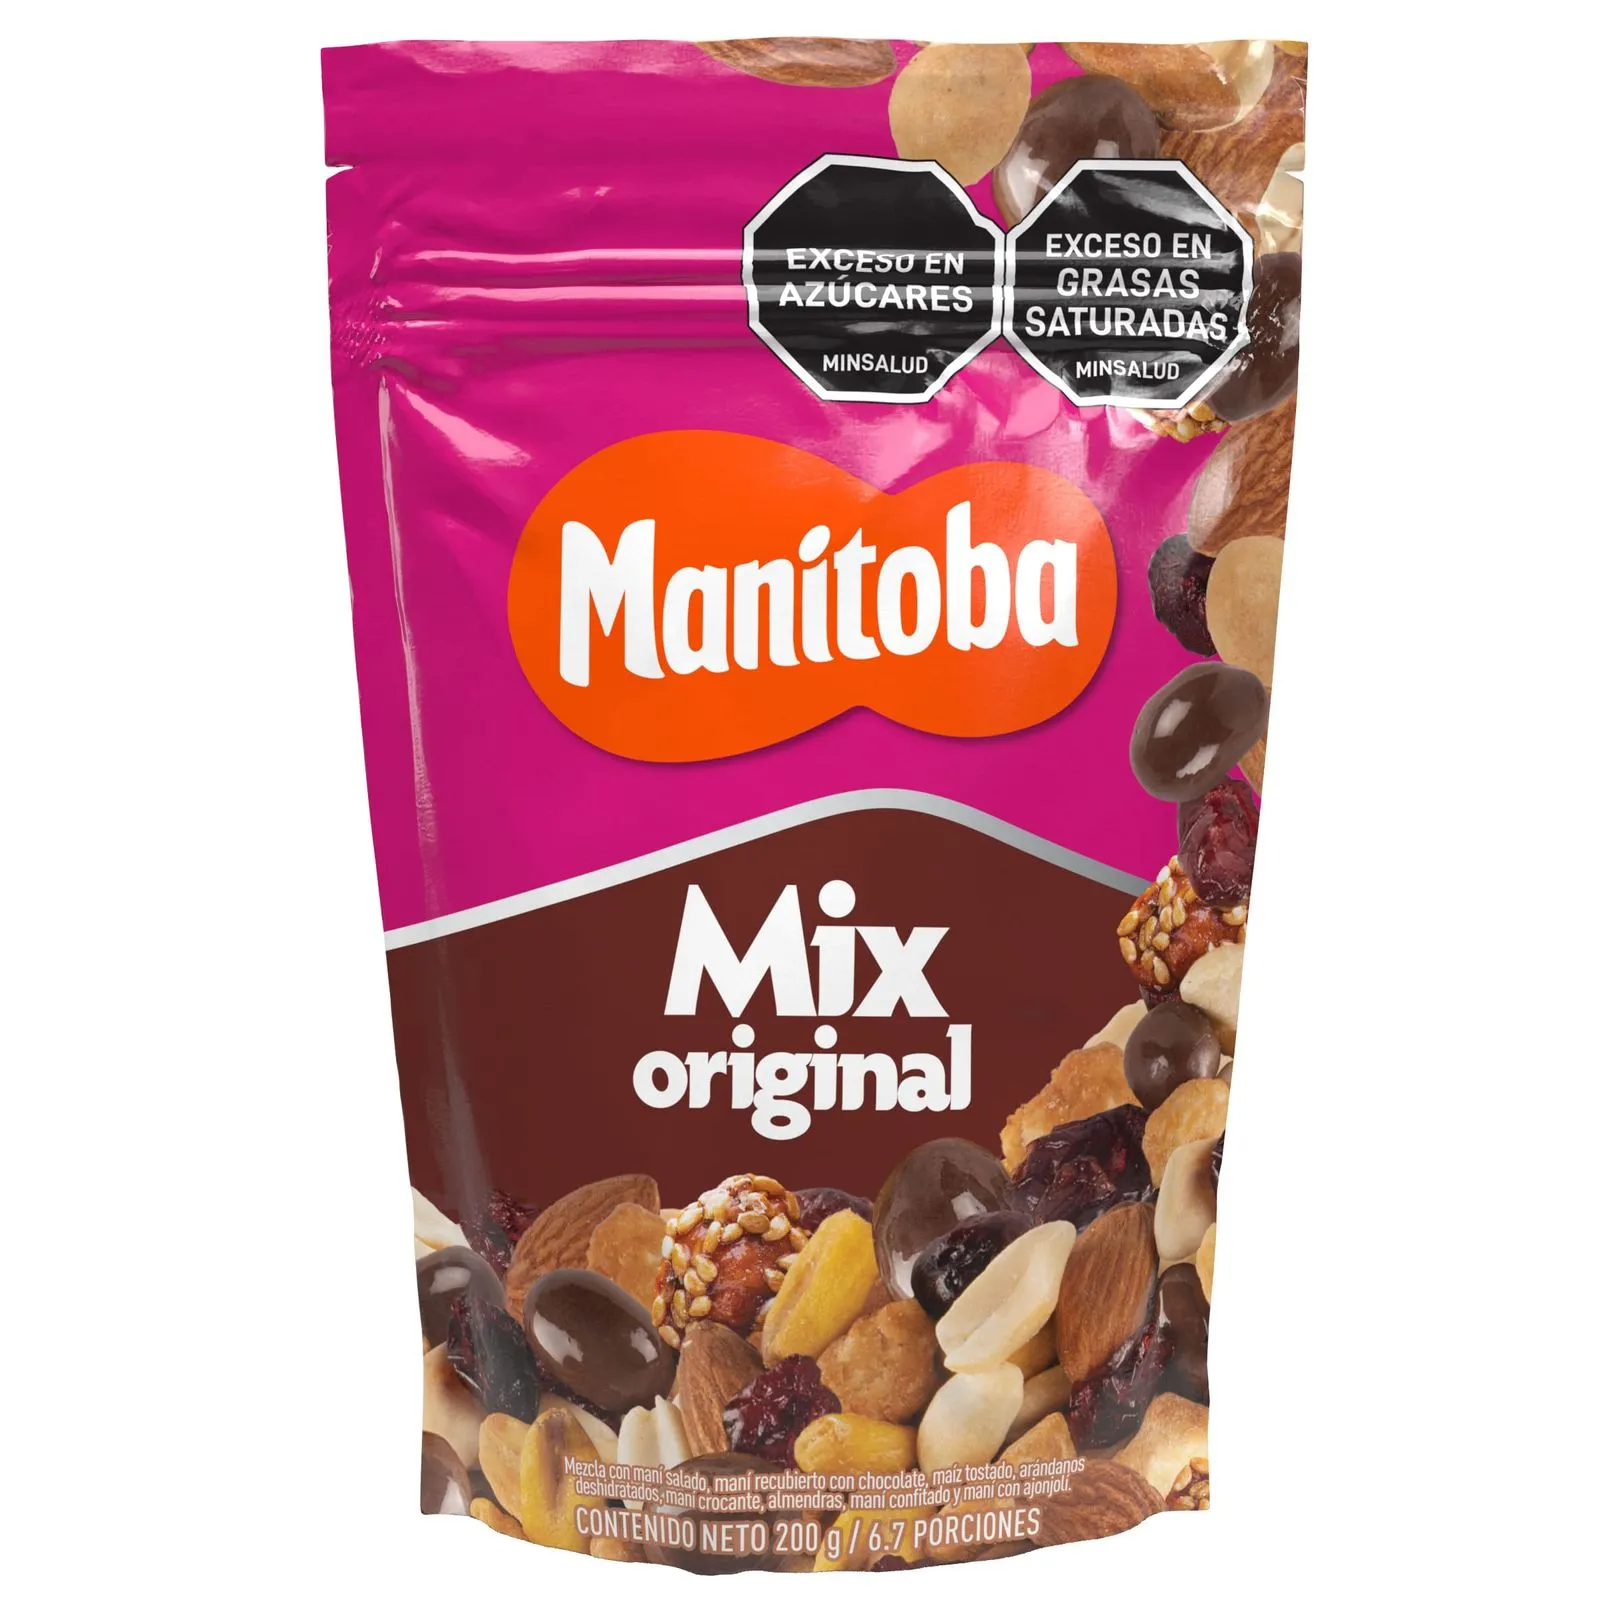 EXCESO EN
AZÚCARES
MINSALUD
EXCESO EN
GRASAS
SATURADAS
MINSALUD
Manitoba
Mix
original
Mezcla con maní salado, maní recubierto con chocolate, maíz tostado, arándanos
deshidratados, maní crocante, almendras, maní confitado y maní con ajonjolí.
CONTENIDO NETO 200 g / 6.7 PORCIONES